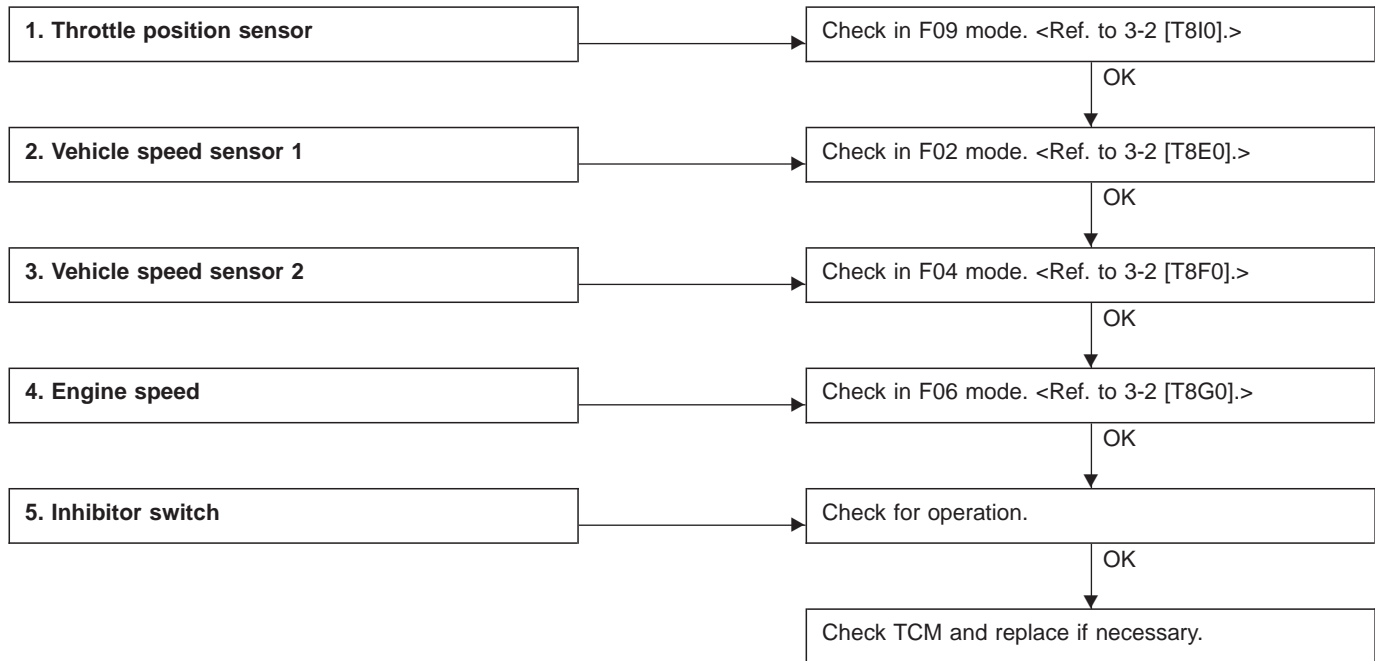 1. Throttle position sensor
Check in F09 mode. <Ref. to 3-2 [T8I0].>
OK
2. Vehicle speed sensor 1
Check in F02 mode. <Ref. to 3-2 [T8E0].>
OK
3. Vehicle speed sensor 2
Check in F04 mode. <Ref. to 3-2 [T8F0].>
OK
4. Engine speed
Check in F06 mode. <Ref. to 3-2 [T8G0].>
OK
5. Inhibitor switch
Check for operation.
OK
Check TCM and replace if necessary.